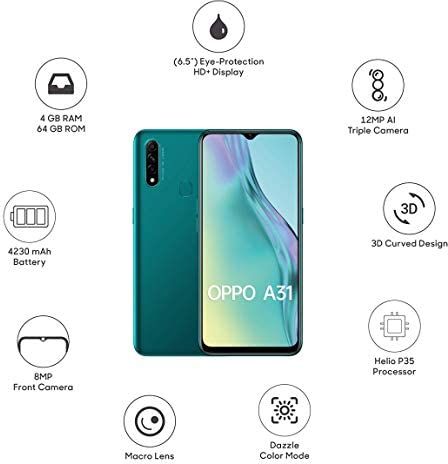 (6.5") Eye-Protection
HD+ Display
4 GB RAM
64 GB ROM
12MP AI
Triple Camera
3D
3D Curved Design
4230 mAh
Battery
OPPO A31
Helio P35
Processor
8MP
Front Camera
Macro Lens
Dazzle
Color Mode